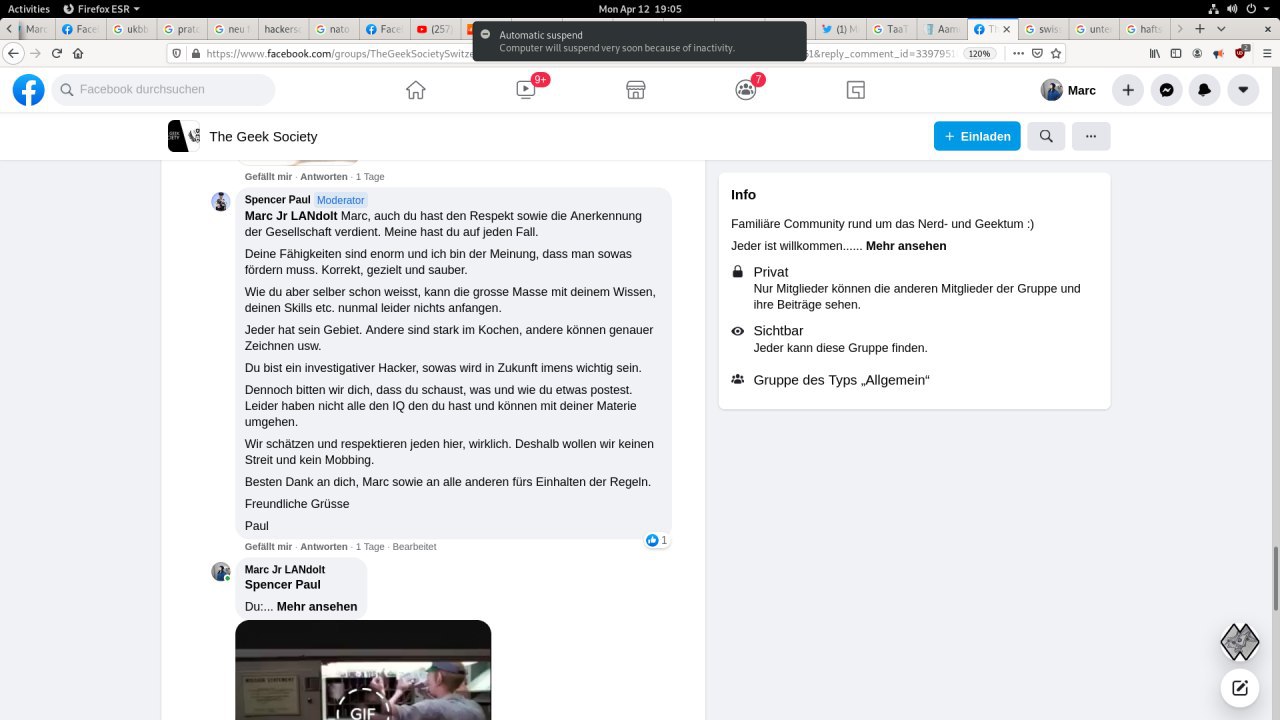 Activities Firefox ESR Mon Apr 12 19:05
Automatic suspend
Computer will suspend very soon because of inactivity.
Marc Facel ukbb prate neu f hackersc nato Facel (257) (1) M TaaT Aame Th swiss unter hafts
https://www.facebook.com/groups/TheGeekSocietySwitze 51&reply_comment_id=3397951 120%
Facebook durchsuchen 9+ 7 Marc
The Geek Society Einladen
Gefällt mir · Antworten · 1 Tage
Spencer Paul Moderator
Marc Jr LANdolt Marc, auch du hast den Respekt sowie die Anerkennung
der Gesellschaft verdient. Meine hast du auf jeden Fall.
Deine Fähigkeiten sind enorm und ich bin der Meinung, dass man sowas
fördern muss. Korrekt, gezielt und sauber.
Wie du aber selber schon weisst, kann die grosse Masse mit deinem Wissen,
deinen Skills etc. nunmal leider nichts anfangen.
Jeder hat sein Gebiet. Andere sind stark im Kochen, andere können genauer
Zeichnen usw.
Du bist ein investigativer Hacker, sowas wird in Zukunft imens wichtig sein.
Dennoch bitten wir dich, dass du schaust, was und wie du etwas postest.
Leider haben nicht alle den IQ den du hast und können mit deiner Materie
umgehen.
Wir schätzen und respektieren jeden hier, wirklich. Deshalb wollen wir keinen
Streit und kein Mobbing.
Besten Dank an dich, Marc sowie an alle anderen fürs Einhalten der Regeln.
Freundliche Grüsse
Paul
1
Gefällt mir · Antworten · 1 Tage · Bearbeitet
Marc Jr LANdolt
Spencer Paul
Du:... Mehr ansehen
MISSION STATEMENT
GIF
Info
Familiäre Community rund um das Nerd- und Geektum :)
Jeder ist willkommen...... Mehr ansehen
Privat
Nur Mitglieder können die anderen Mitglieder der Gruppe und
ihre Beiträge sehen.
Sichtbar
Jeder kann diese Gruppe finden.
Gruppe des Typs „Allgemein“